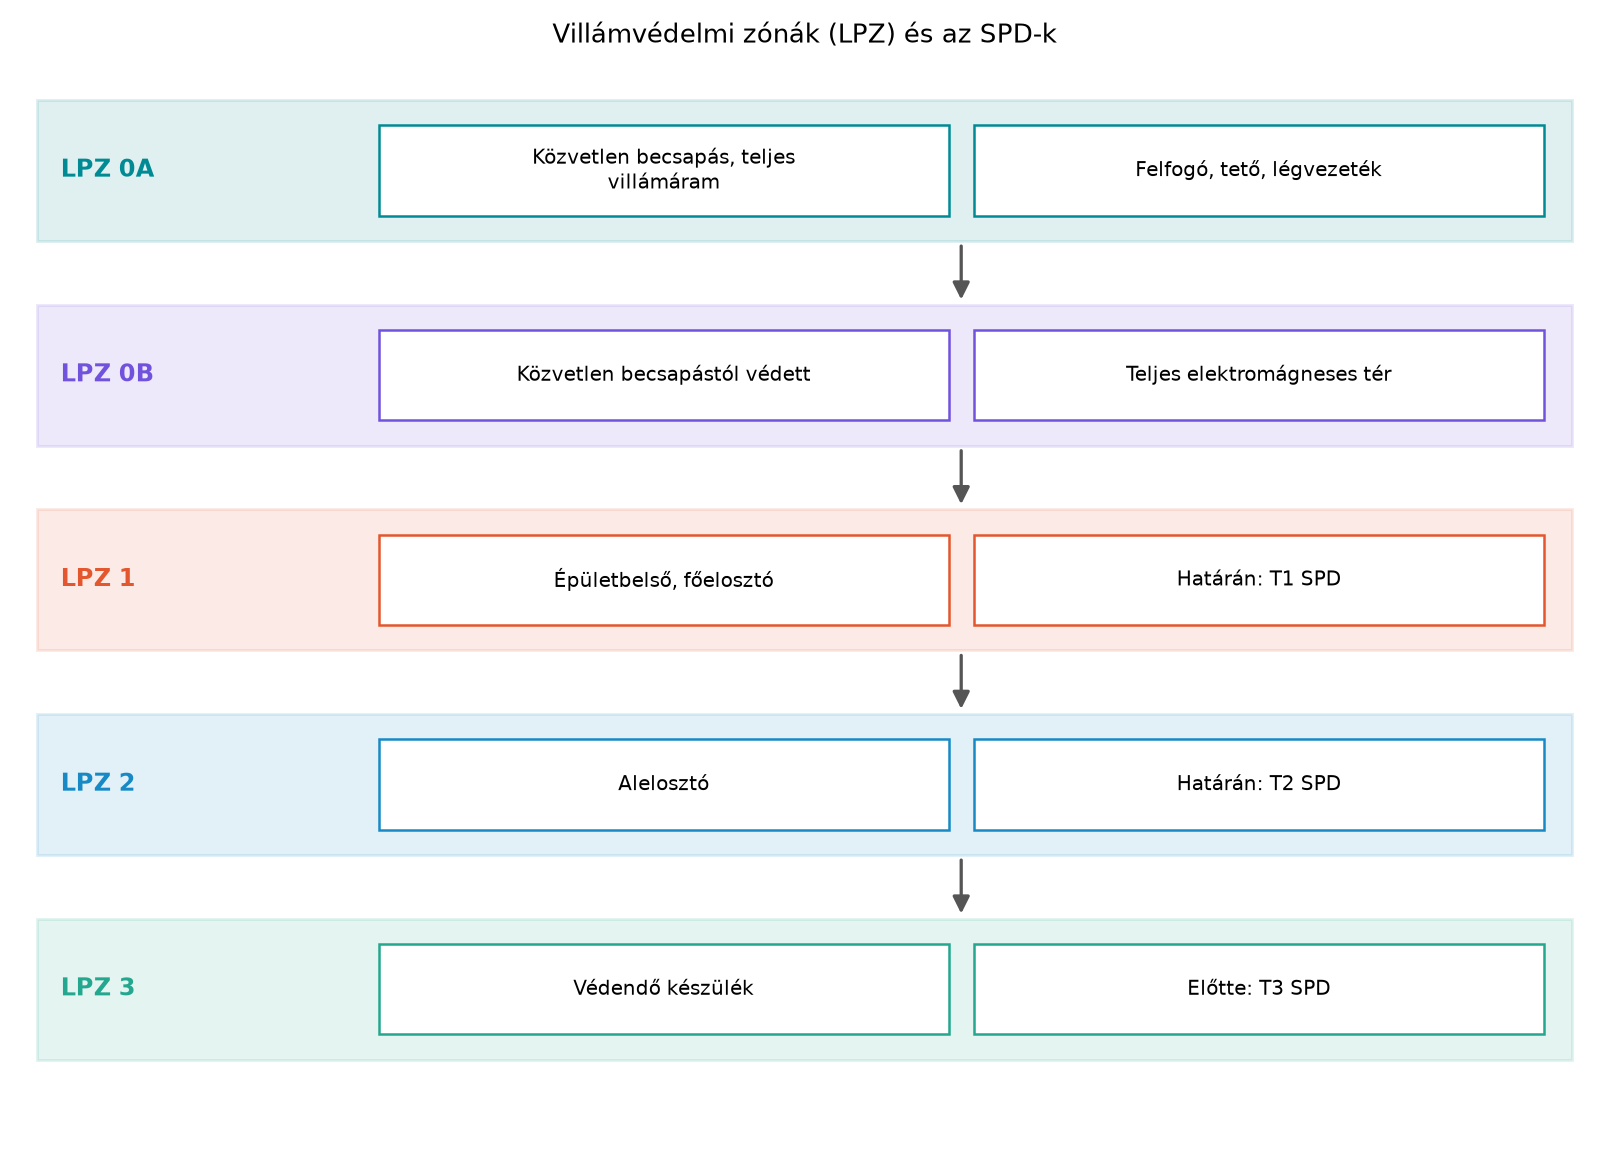 Villámvédelmi zónák (LPZ) és az SPD-k
LPZ 0A
Közvetlen becsapás, teljes
villámáram
Felfogó, tető, légvezeték
LPZ 0B
Közvetlen becsapástól védett
Teljes elektromágneses tér
LPZ 1
Épületbelső, főelosztó
Határán: T1 SPD
LPZ 2
Alelosztó
Határán: T2 SPD
LPZ 3
Védendő készülék
Előtte: T3 SPD